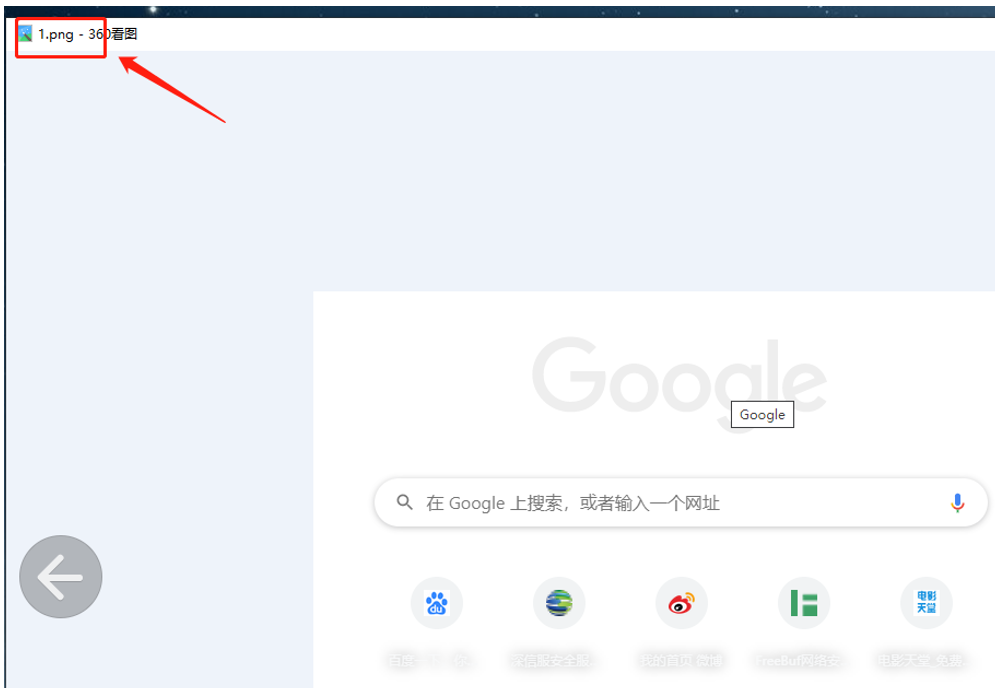 1.png - 360看图
Google
Google
在 Google 上搜索，或者输入一个网址
du
电影
天堂
百度一下，你...
深信服安全服...
我的首页 微博
FreeBuf网络安...
电影天堂_免费...